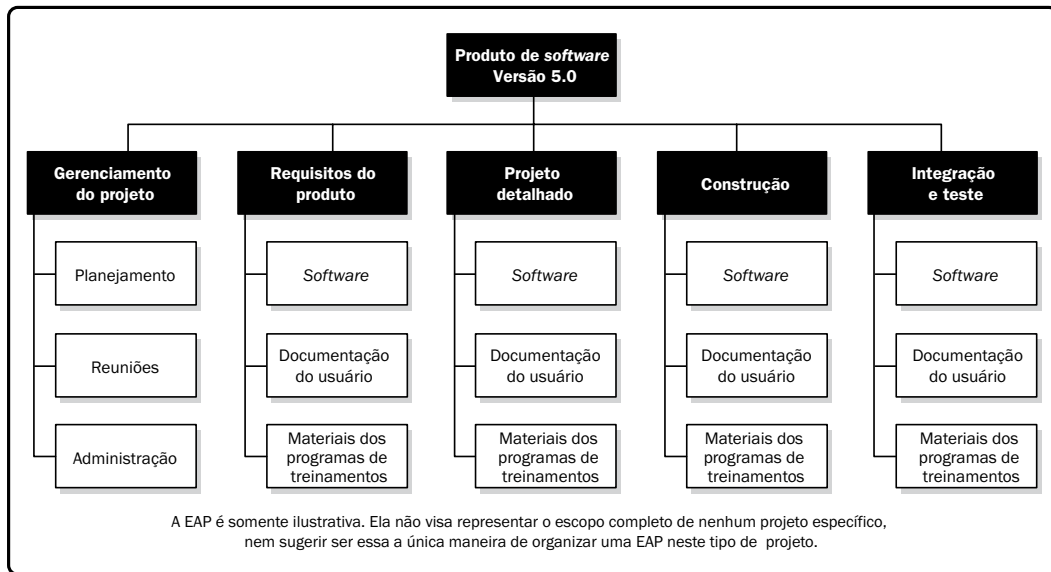 Produto de software
Versão 5.0
Gerenciamento
do projeto
Requisitos do
produto
Projeto
detalhado
Construção
Integração
e teste
Planejamento
Software
Software
Software
Software
Reuniões
Documentação
do usuário
Documentação
do usuário
Documentação
do usuário
Documentação
do usuário
Administração
Materiais dos
programas de
treinamentos
Materiais dos
programas de
treinamentos
Materiais dos
programas de
treinamentos
Materiais dos
programas de
treinamentos
A EAP é somente ilustrativa. Ela não visa representar o escopo completo de nenhum projeto específico,
nem sugerir ser essa a única maneira de organizar uma EAP neste tipo de projeto.